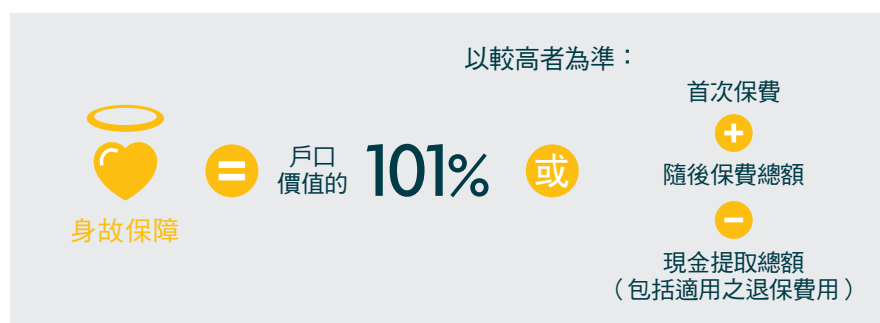 以較高者為準：
身故保障
=
戶口
價值的
101%
或
首次保費
+
隨後保費總額
−
現金提取總額
（包括適用之退保費用）